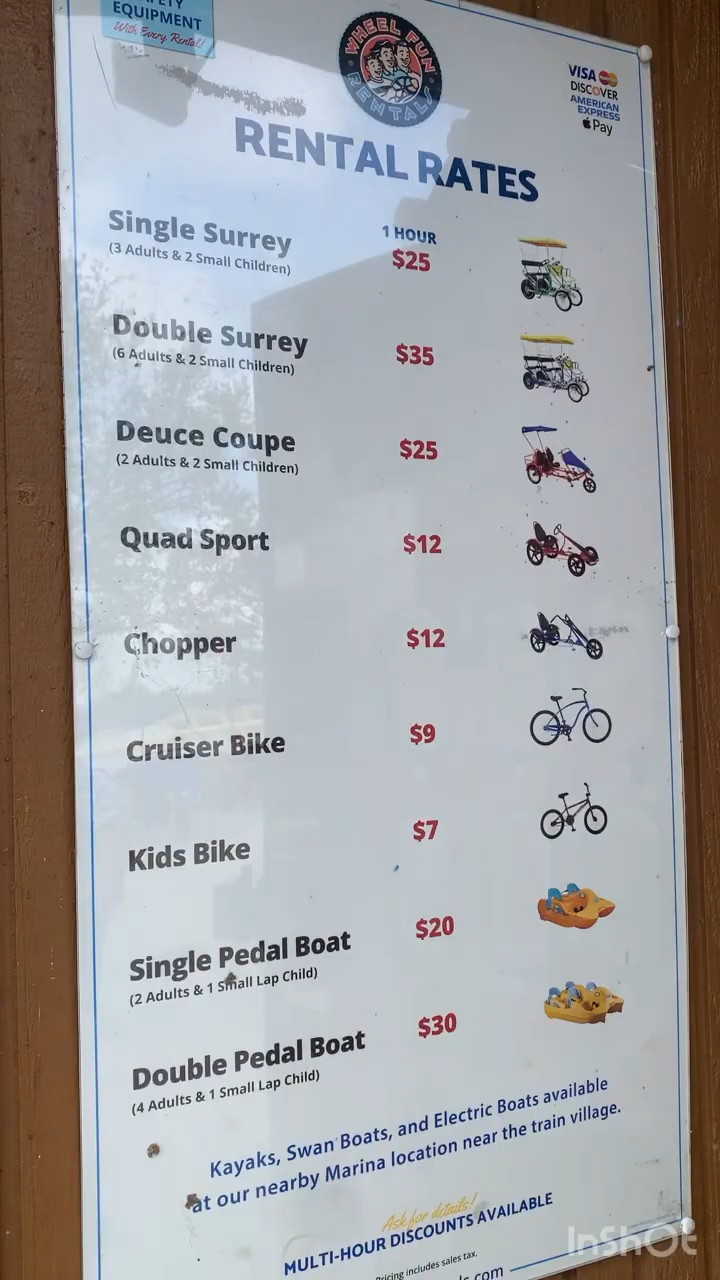 EQUIPMENT
With Every Rental!
WHEEL FUN
RENTALS
VISA
DISCOVER
AMERICAN
EXPRESS
Pay
RENTAL RATES
1 HOUR
Single Surrey
$25
(3 Adults & 2 Small Children)
Double Surrey
$35
(6 Adults & 2 Small Children)
Deuce Coupe
$25
(2 Adults & 2 Small Children)
Quad Sport
$12
Chopper
$12
Cruiser Bike
$9
Kids Bike
$7
Single Pedal Boat
$20
(2 Adults & 1 Small Lap Child)
Double Pedal Boat
$30
(4 Adults & 1 Small Lap Child)
Kayaks, Swan Boats, and Electric Boats available
at our nearby Marina location near the train village.
Ask for details!
MULTI-HOUR DISCOUNTS AVAILABLE
Pricing includes sales tax.
InShOt